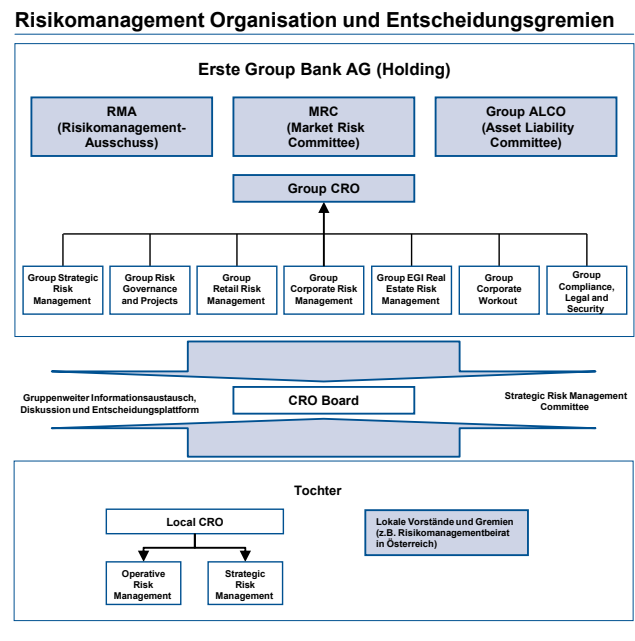 Risikomanagement Organisation und Entscheidungsgremien
Erste Group Bank AG (Holding)
RMA
(Risikomanagement-
Ausschuss)
MRC
(Market Risk
Committee)
Group ALCO
(Asset Liability
Committee)
Group CRO
Group Strategic
Risk
Management
Group Risk
Governance
and Projects
Group
Retail Risk
Management
Group
Corporate Risk
Management
Group EGI Real
Estate Risk
Management
Group
Corporate
Workout
Group
Compliance,
Legal and
Security
Gruppenweiter Informationsaustausch,
Diskussion und Entscheidungsplattform
CRO Board
Strategic Risk Management
Committee
Tochter
Local CRO
Lokale Vorstände und Gremien
(z.B. Risikomanagementbeirat
in Österreich)
Operative
Risk
Management
Strategic
Risk
Management